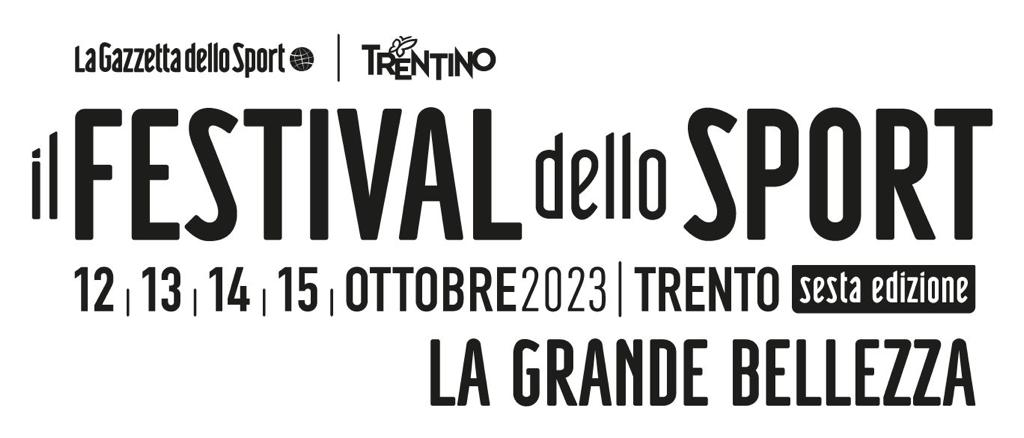 La Gazzetta dello Sport | TRENTINO
il FESTIVAL dello SPORT
12 | 13 | 14 | 15 | OTTOBRE 2023 | TRENTO sesta edizione
LA GRANDE BELLEZZA